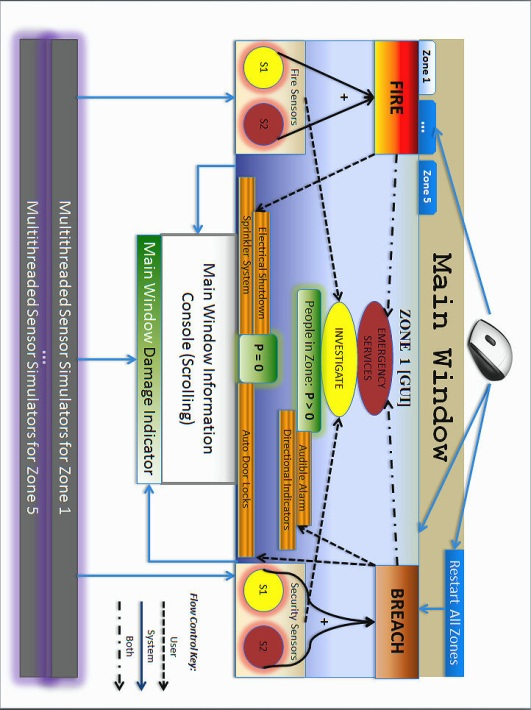 Main Window
Zone 1
...
Zone 5
Restart All Zones
ZONE 1 [GUI]
FIRE
BREACH
EMERGENCY
SERVICES
INVESTIGATE
+
+
Fire Sensors
S1
S2
People in Zone: P > 0
Electrical Shutdown
Sprinkler System
P = 0
Audible Alarm
Directional Indicators
Auto Door Locks
Security Sensors
S1
S2
Main Window Information
Console (Scrolling)
Main Window Damage Indicator
Flow Control Key:
User
System
Both
Multithreaded Sensor Simulators for Zone 1
...
Multithreaded Sensor Simulators for Zone 5